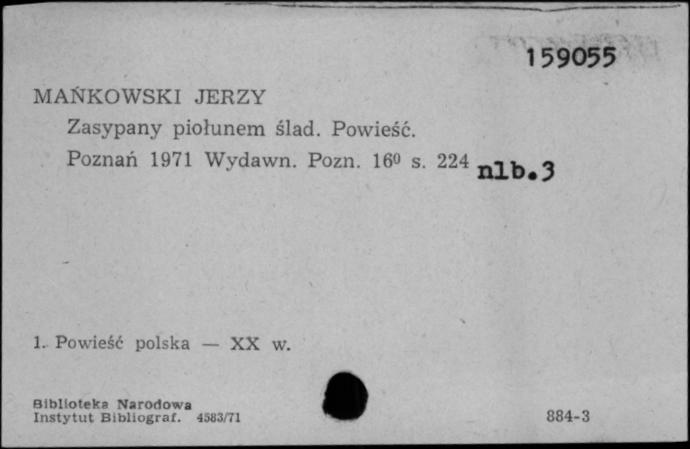 159055
MAŃKOWSKI JERZY
Zasypany piołunem ślad. Powieść.
Poznań 1971 Wydawn. Pozn. 16⁰ s. 224 nlb.3
1. Powieść polska — XX w.
Biblioteka Narodowa
Instytut Bibliograf. 4583/71
884-3